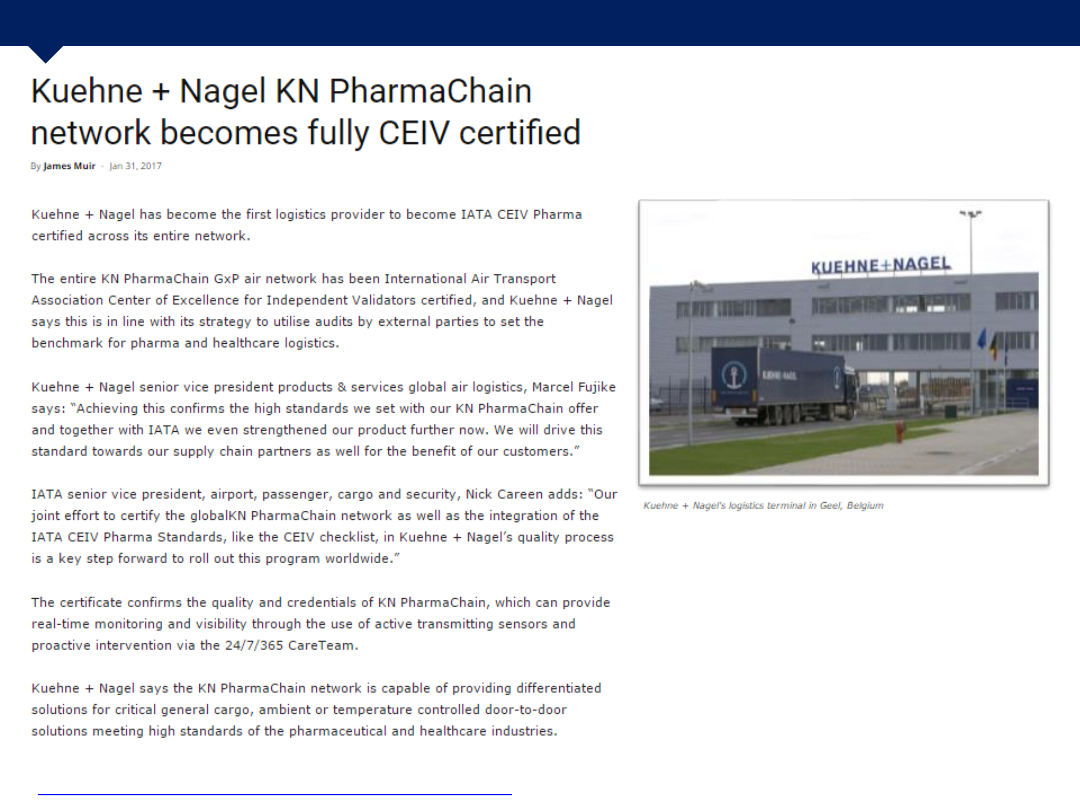 Kuehne + Nagel KN PharmaChain
network becomes fully CEIV certified
By James Muir - Jan 31, 2017
Kuehne + Nagel has become the first logistics provider to become IATA CEIV Pharma
certified across its entire network.
The entire KN PharmaChain GxP air network has been International Air Transport
Association Center of Excellence for Independent Validators certified, and Kuehne + Nagel
says this is in line with its strategy to utilise audits by external parties to set the
benchmark for pharma and healthcare logistics.
Kuehne + Nagel senior vice president products & services global air logistics, Marcel Fujike
says: “Achieving this confirms the high standards we set with our KN PharmaChain offer
and together with IATA we even strengthened our product further now. We will drive this
standard towards our supply chain partners as well for the benefit of our customers.”
IATA senior vice president, airport, passenger, cargo and security, Nick Careen adds: “Our
joint effort to certify the globalKN PharmaChain network as well as the integration of the
IATA CEIV Pharma Standards, like the CEIV checklist, in Kuehne + Nagel’s quality process
is a key step forward to roll out this program worldwide.”
The certificate confirms the quality and credentials of KN PharmaChain, which can provide
real-time monitoring and visibility through the use of active transmitting sensors and
proactive intervention via the 24/7/365 CareTeam.
Kuehne + Nagel says the KN PharmaChain network is capable of providing differentiated
solutions for critical general cargo, ambient or temperature controlled door-to-door
solutions meeting high standards of the pharmaceutical and healthcare industries.
KUEHNE+NAGEL
KUEHNE+NAGEL
Kuehne + Nagel's logistics terminal in Geel, Belgium